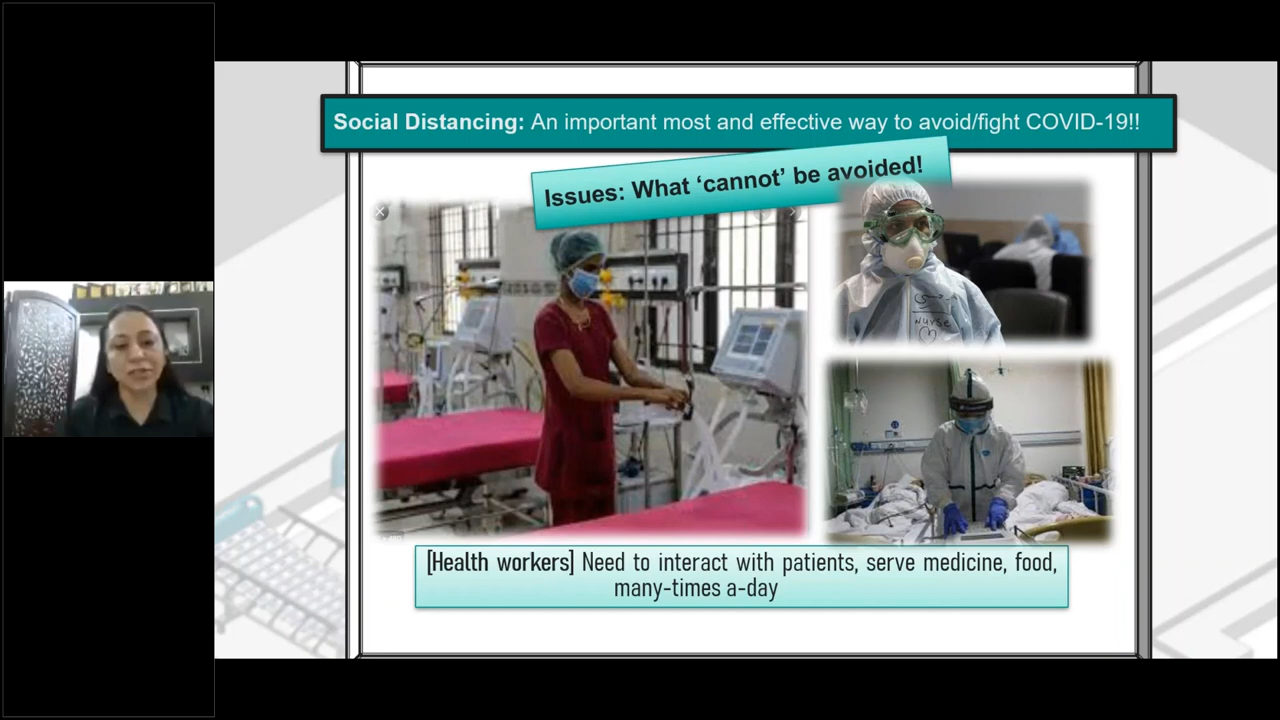 Social Distancing: An important most and effective way to avoid/fight COVID-19!!
Issues: What ‘cannot’ be avoided!
Nurse
[Health workers] Need to interact with patients, serve medicine, food,
many-times a-day